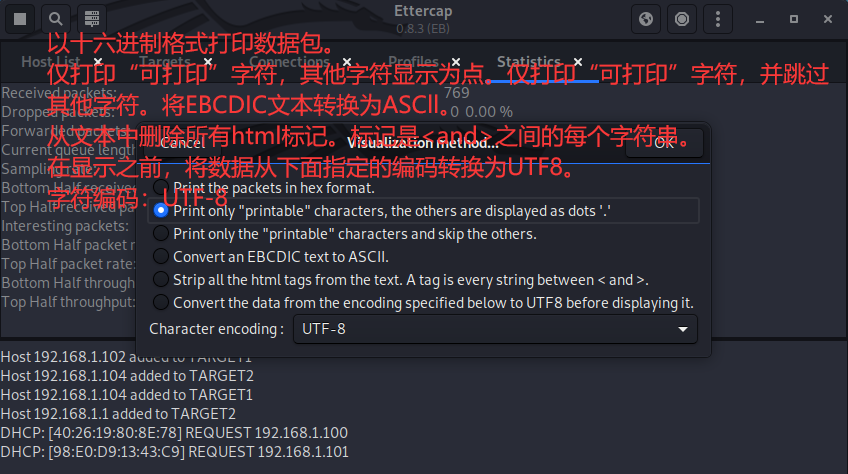 Ettercap
0.8.3 (EB)
以十六进制格式打印数据包。
仅打印“可打印”字符，其他字符显示为点。仅打印“可打印”字符，并跳过
其他字符。将EBCDIC文本转换为ASCII。
从文本中删除所有html标记。标记是<and>之间的每个字符串。
在显示之前，将数据从下面指定的编码转换为UTF8。
字符编码：UTF-8
Host List × Targets × Connections × Profiles × Statistics ×
Received packets: 769
Dropped packets: 0 0.00 %
Forwarded packets:
Current queue length
Sampling rate:
Bottom Half receive
Top Half received pa
Interesting packets:
Bottom Half packet r
Top Half packet rate:
Bottom Half through
Top Half throughput:
Cancel Visualization method... OK
Print the packets in hex format.
Print only "printable" characters, the others are displayed as dots '.'
Print only the "printable" characters and skip the others.
Convert an EBCDIC text to ASCII.
Strip all the html tags from the text. A tag is every string between < and >.
Convert the data from the encoding specified below to UTF8 before displaying it.
Character encoding : UTF-8
Host 192.168.1.102 added to TARGET1
Host 192.168.1.104 added to TARGET2
Host 192.168.1.104 added to TARGET1
Host 192.168.1.1 added to TARGET2
DHCP: [40:26:19:80:8E:78] REQUEST 192.168.1.100
DHCP: [98:E0:D9:13:43:C9] REQUEST 192.168.1.101